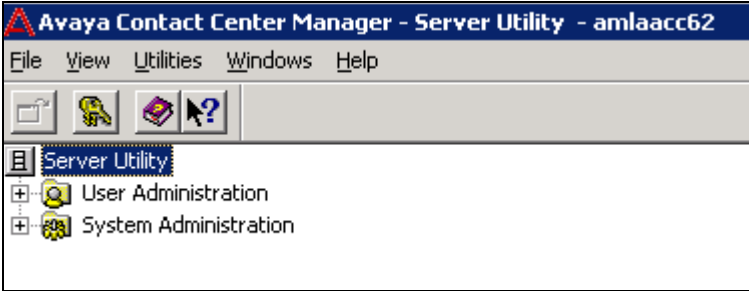 Avaya Contact Center Manager - Server Utility - amlaacc62
File View Utilities Windows Help
Server Utility
User Administration
System Administration